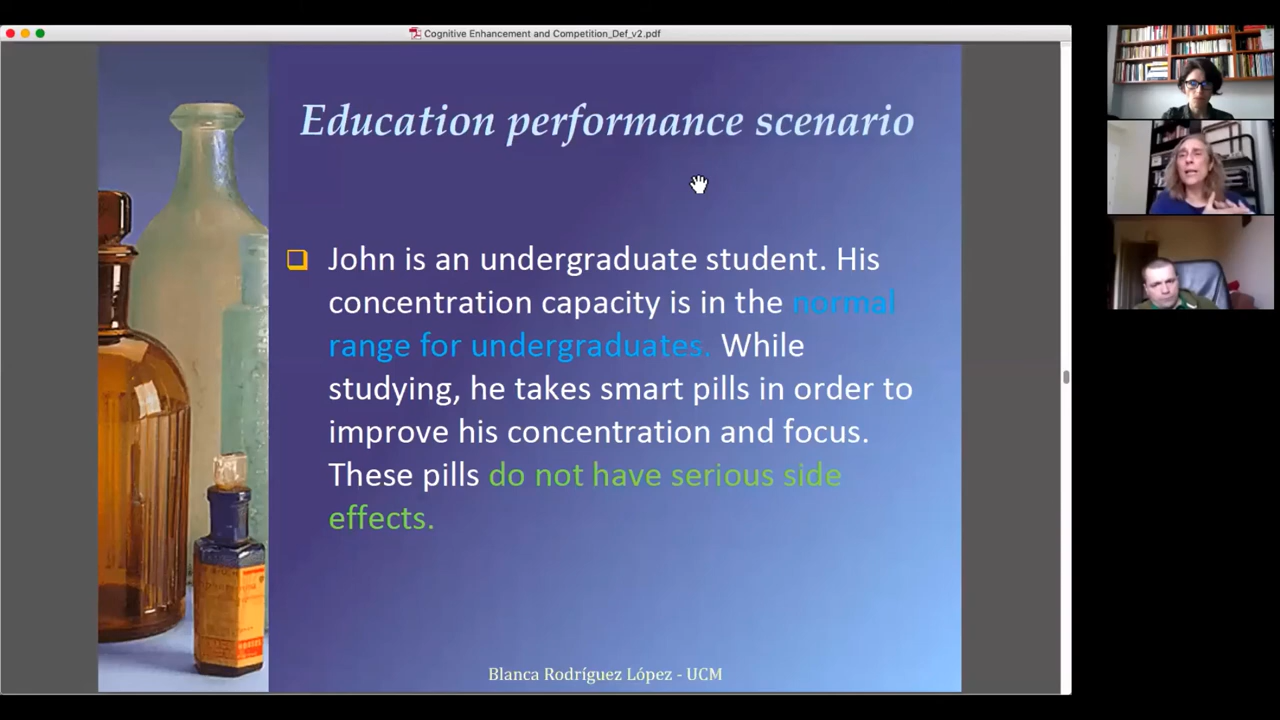 Cognitive Enhancement and Competition_Def_v2.pdf
Education performance scenario
John is an undergraduate student. His
concentration capacity is in the normal
range for undergraduates. While
studying, he takes smart pills in order to
improve his concentration and focus.
These pills do not have serious side
effects.
Blanca Rodríguez López - UCM